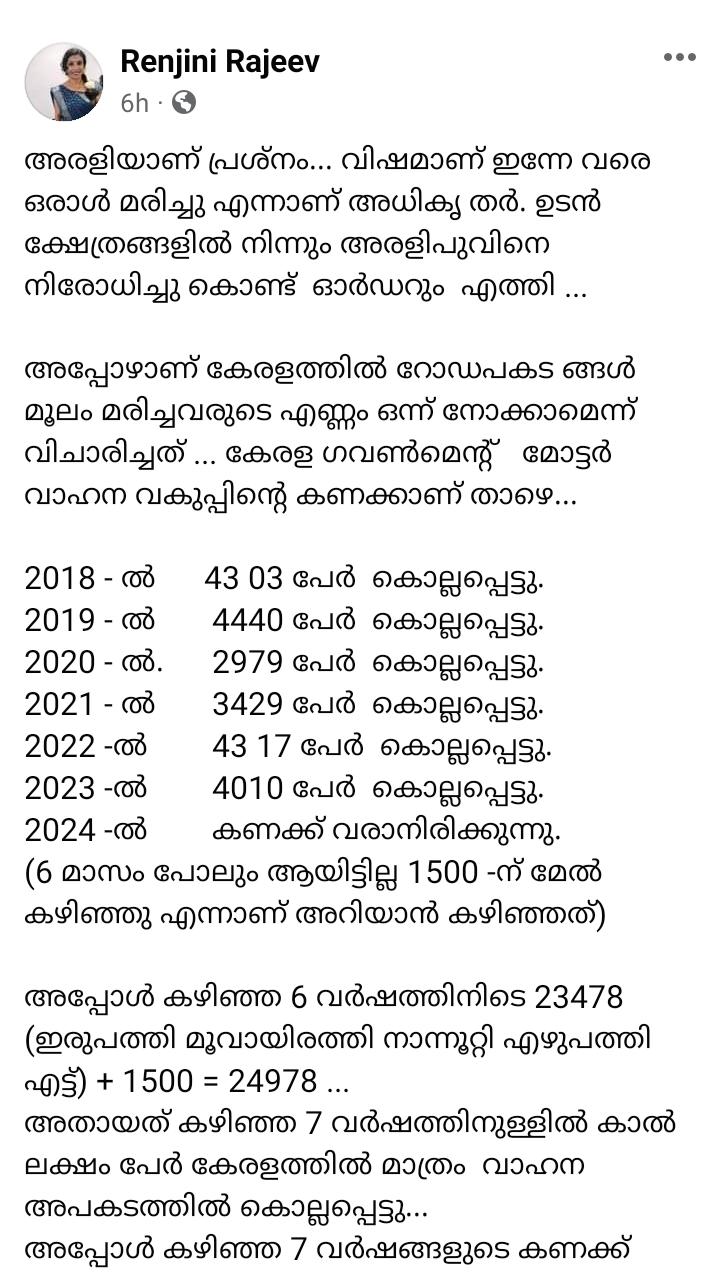 Renjini Rajeev
6h ·
അരളിയാണ് പ്രശ്നം... വിഷമാണ് ഇന്നേ വരെ
ഒരാൾ മരിച്ചു എന്നാണ് അധികൃ തർ. ഉടൻ
ക്ഷേത്രങ്ങളിൽ നിന്നും അരളിപുവിനെ
നിരോധിച്ചു കൊണ്ട് ഓർഡറും എത്തി ...
അപ്പോഴാണ് കേരളത്തിൽ റോഡപകട ങ്ങൾ
മൂലം മരിച്ചവരുടെ എണ്ണം ഒന്ന് നോക്കാമെന്ന്
വിചാരിച്ചത് ... കേരള ഗവൺമെന്റ് മോട്ടർ
വാഹന വകുപ്പിന്റെ കണക്കാണ് താഴെ...
2018 - ൽ 43 03 പേർ കൊല്ലപ്പെട്ടു.
2019 - ൽ 4440 പേർ കൊല്ലപ്പെട്ടു.
2020 - ൽ. 2979 പേർ കൊല്ലപ്പെട്ടു.
2021 - ൽ 3429 പേർ കൊല്ലപ്പെട്ടു.
2022 -ൽ 43 17 പേർ കൊല്ലപ്പെട്ടു.
2023 -ൽ 4010 പേർ കൊല്ലപ്പെട്ടു.
2024 -ൽ കണക്ക് വരാനിരിക്കുന്നു.
(6 മാസം പോലും ആയിട്ടില്ല 1500 -ന് മേൽ
കഴിഞ്ഞു എന്നാണ് അറിയാൻ കഴിഞ്ഞത്)
അപ്പോൾ കഴിഞ്ഞ 6 വർഷത്തിനിടെ 23478
(ഇരുപത്തി മൂവായിരത്തി നാന്നൂറ്റി എഴുപത്തി
എട്ട്) + 1500 = 24978 ...
അതായത് കഴിഞ്ഞ 7 വർഷത്തിനുള്ളിൽ കാൽ
ലക്ഷം പേർ കേരളത്തിൽ മാത്രം വാഹന
അപകടത്തിൽ കൊല്ലപ്പെട്ടു...
അപ്പോൾ കഴിഞ്ഞ 7 വർഷങ്ങളുടെ കണക്ക്